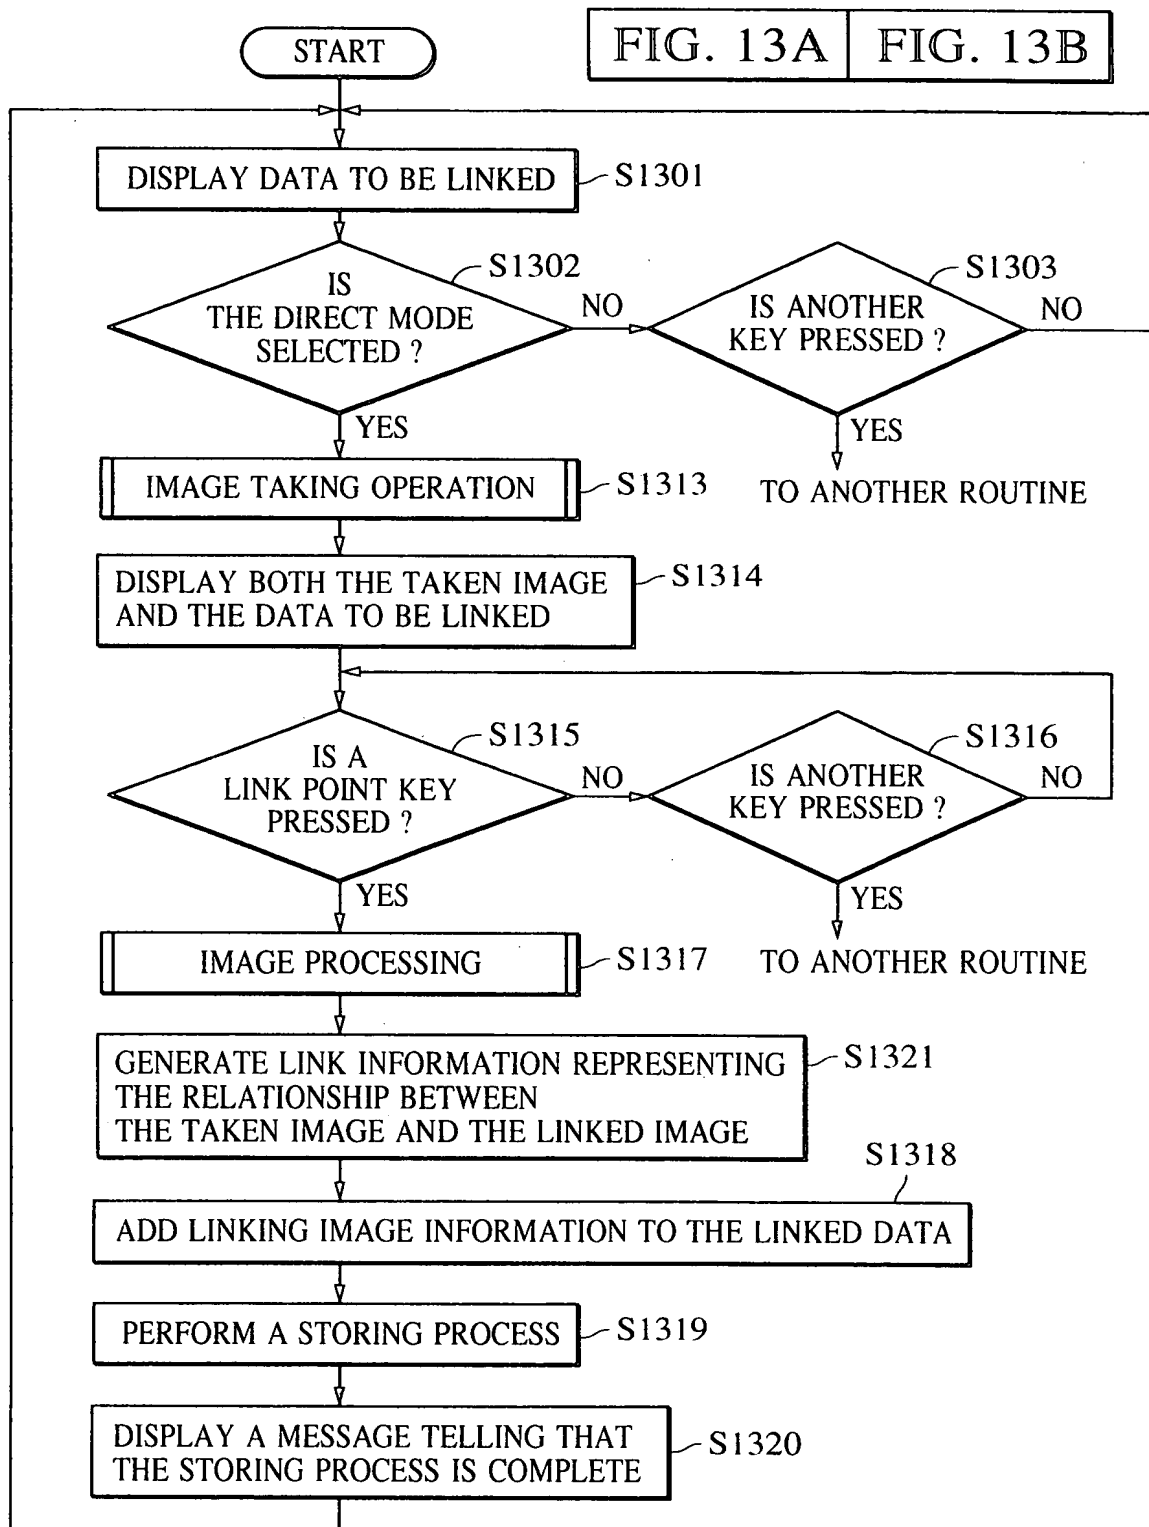 FIG. 13A FIG. 13B
START
DISPLAY DATA TO BE LINKED
S1301
IS
THE DIRECT MODE
SELECTED ?
S1302
NO
YES
IS ANOTHER
KEY PRESSED ?
S1303
NO
YES
TO ANOTHER ROUTINE
IMAGE TAKING OPERATION
S1313
DISPLAY BOTH THE TAKEN IMAGE
AND THE DATA TO BE LINKED
S1314
IS A
LINK POINT KEY
PRESSED ?
S1315
NO
YES
IS ANOTHER
KEY PRESSED ?
S1316
NO
YES
TO ANOTHER ROUTINE
IMAGE PROCESSING
S1317
GENERATE LINK INFORMATION REPRESENTING
THE RELATIONSHIP BETWEEN
THE TAKEN IMAGE AND THE LINKED IMAGE
S1321
S1318
ADD LINKING IMAGE INFORMATION TO THE LINKED DATA
PERFORM A STORING PROCESS
S1319
DISPLAY A MESSAGE TELLING THAT
THE STORING PROCESS IS COMPLETE
S1320